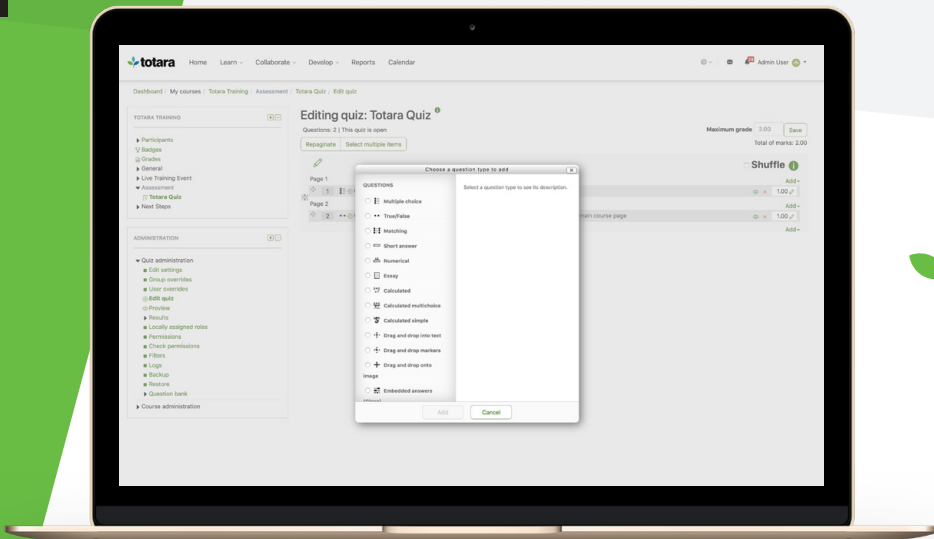 totara
Home Learn Collaborate Develop Reports Calendar
Admin User
Dashboard / My courses / Totara Training / Assessment / Totara Quiz / Edit quiz
TOTARA TRAINING
Participants
Badges
Grades
General
Live Training Event
Assessment
Totara Quiz
Next Steps
ADMINISTRATION
Quiz administration
Edit settings
Group overrides
User overrides
Edit quiz
Preview
Results
Locally assigned roles
Permissions
Check permissions
Filters
Logs
Backup
Restore
Question bank
Course administration
Editing quiz: Totara Quiz
Questions: 2 | This quiz is open
Maximum grade 3.00 Save
Repaginate Select multiple items
Total of marks: 2.00
Shuffle
Page 1
Add
1
1.00
Page 2
Add
2
main course page
1.00
Add
Choose a question type to add
QUESTIONS
Multiple choice
True/False
Matching
Short answer
Numerical
Essay
Calculated
Calculated multichoice
Calculated simple
Drag and drop into text
Drag and drop markers
Drag and drop onto
image
Embedded answers
Select a question type to see its description.
Add Cancel